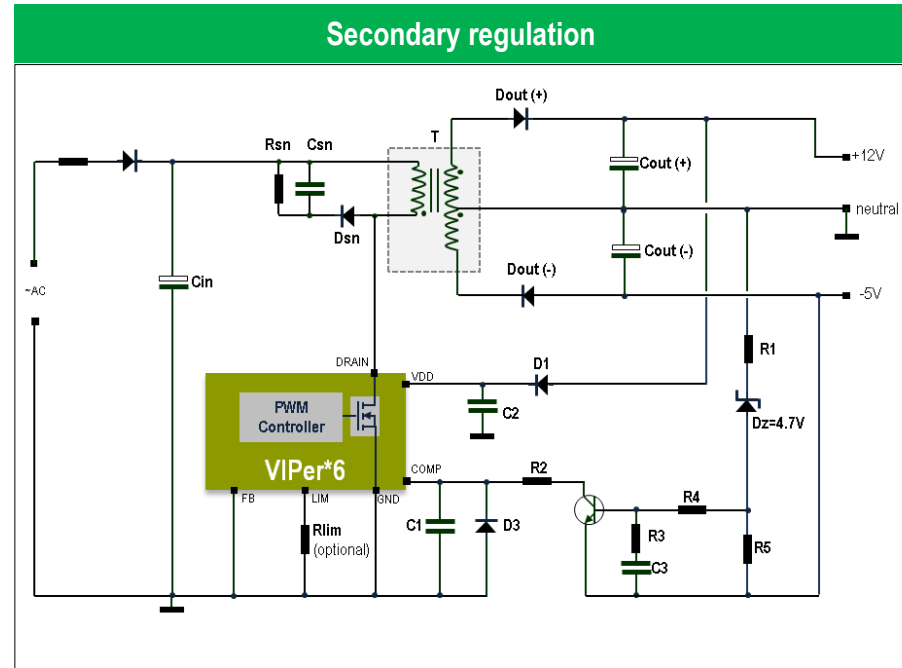 Secondary regulation
Dout (+)
Rsn
Csn
T
+12V
Cout (+)
neutral
Dsn
Cout (-)
Dout (-)
~AC
Cin
-5V
DRAIN
VDD
D1
R1
PWM
Controller
C2
Dz=4.7V
VIPer*6
COMP
R2
FB
LIM
GND
R4
C1
D3
Rlim
(optional)
R3
R5
C3